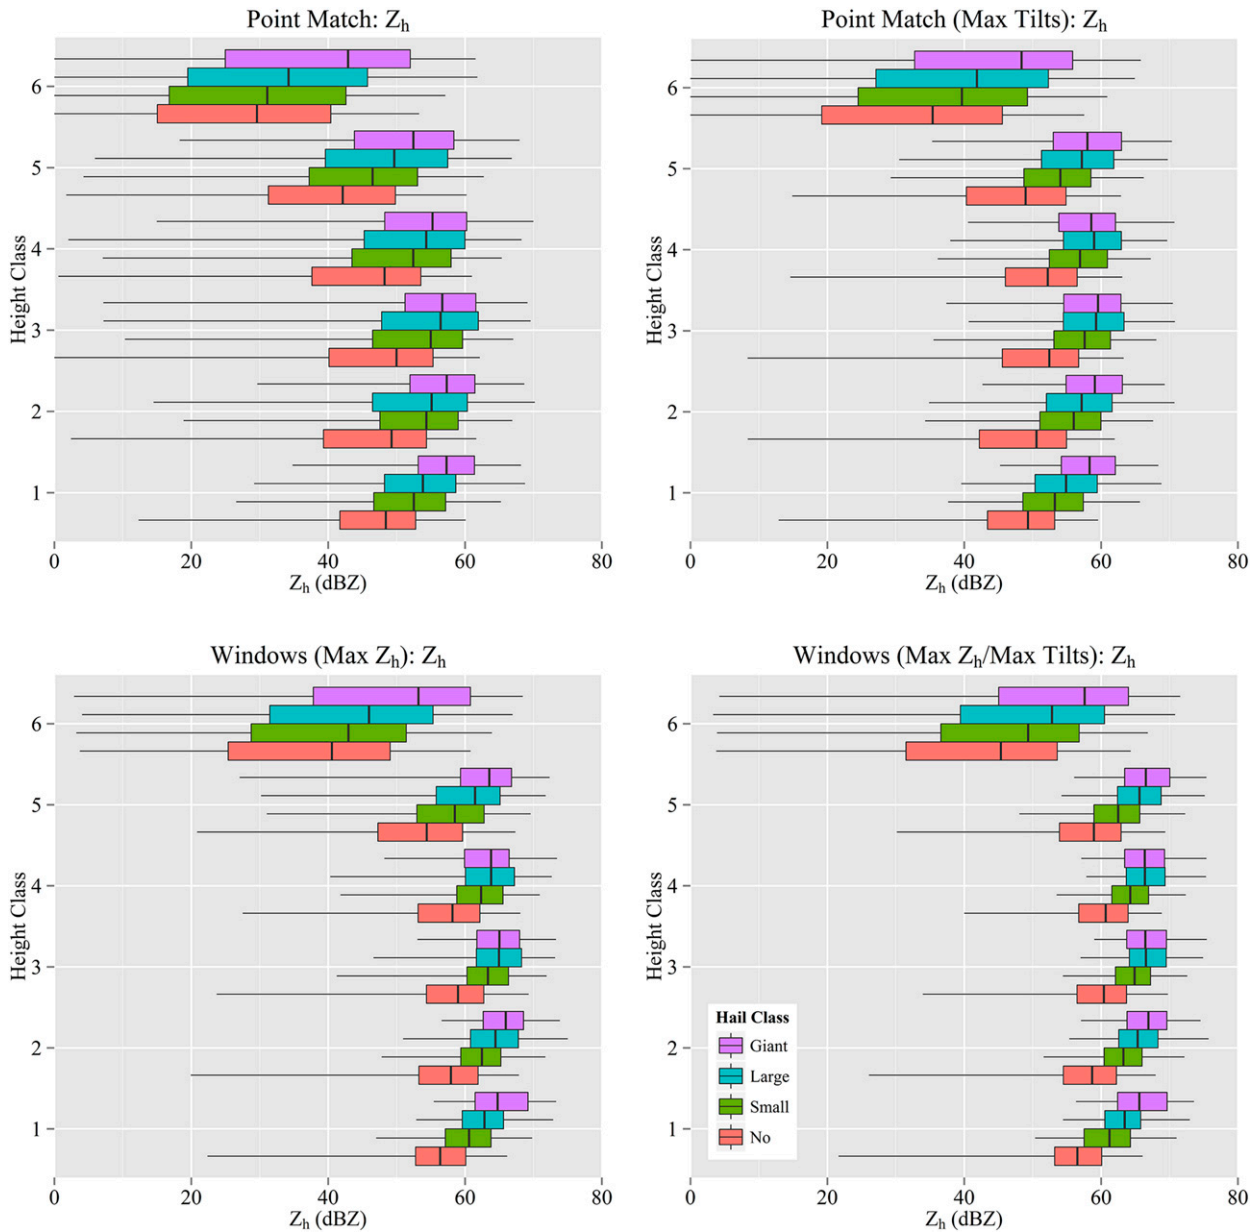 Point Match: Zh
Height Class
6
5
4
3
2
1
0
20
40
60
80
Zh (dBZ)
Point Match (Max Tilts): Zh
Height Class
6
5
4
3
2
1
0
20
40
60
80
Zh (dBZ)
Windows (Max Zh): Zh
Height Class
6
5
4
3
2
1
0
20
40
60
80
Zh (dBZ)
Windows (Max Zh/Max Tilts): Zh
Height Class
6
5
4
3
2
1
Hail Class
Giant
Large
Small
No
0
20
40
60
80
Zh (dBZ)